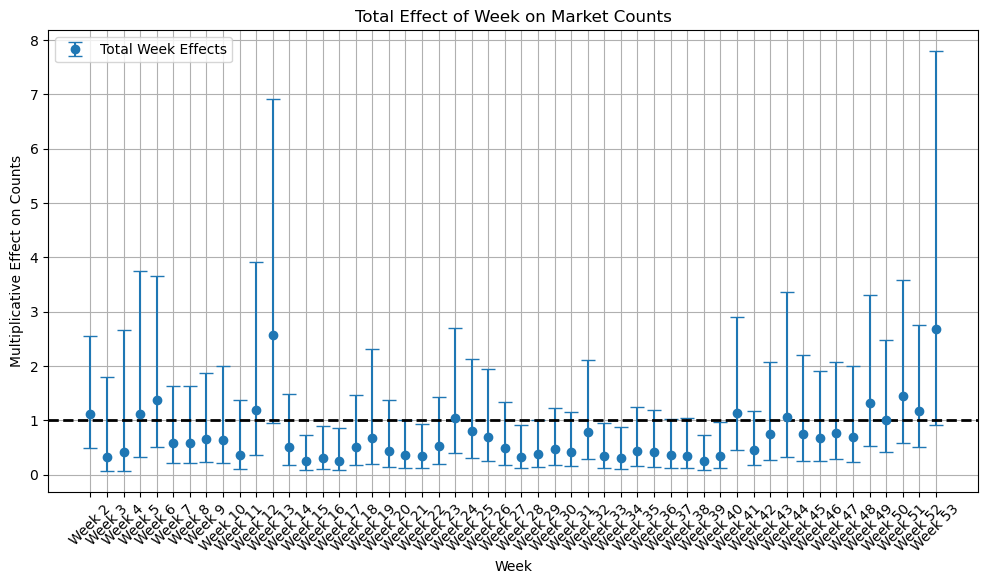 Total Effect of Week on Market Counts
Total Week Effects
Multiplicative Effect on Counts
8
7
6
5
4
3
2
1
0
Week 2
Week 3
Week 4
Week 5
Week 6
Week 7
Week 8
Week 9
Week 10
Week 11
Week 12
Week 13
Week 14
Week 15
Week 16
Week 17
Week 18
Week 19
Week 20
Week 21
Week 22
Week 23
Week 24
Week 25
Week 26
Week 27
Week 28
Week 29
Week 30
Week 31
Week 32
Week 33
Week 34
Week 35
Week 36
Week 37
Week 38
Week 39
Week 40
Week 41
Week 42
Week 43
Week 44
Week 45
Week 46
Week 47
Week 48
Week 49
Week 50
Week 51
Week 52
Week 53
Week